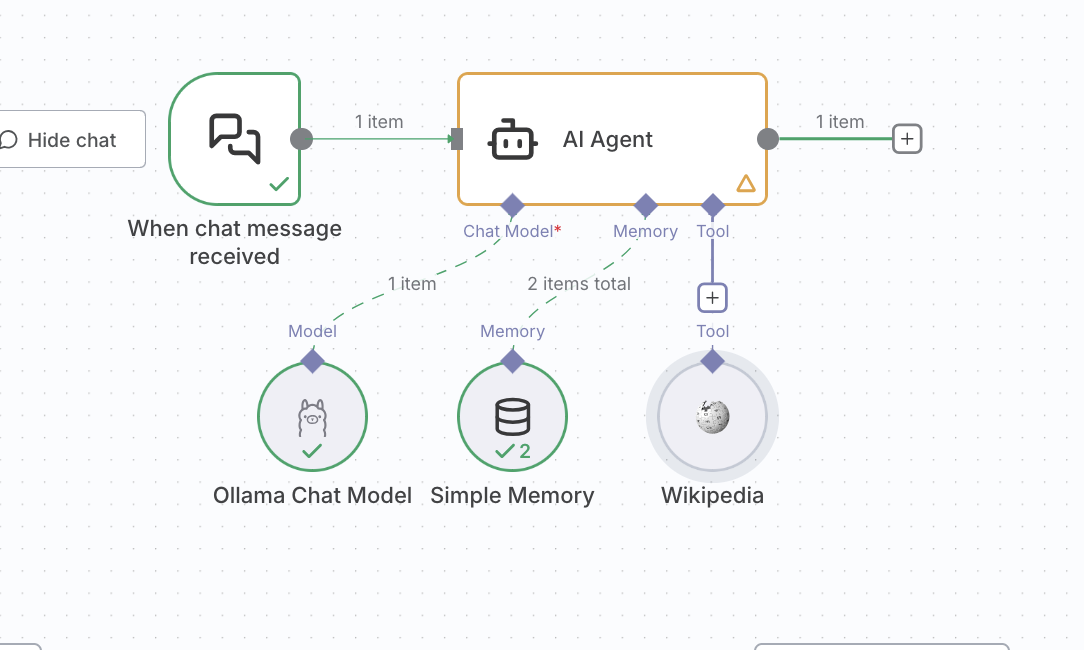 Hide chat
1 item
AI Agent
1 item
When chat message
received
Chat Model*
Memory
Tool
1 item
2 items total
Model
Memory
Tool
2
Ollama Chat Model
Simple Memory
Wikipedia